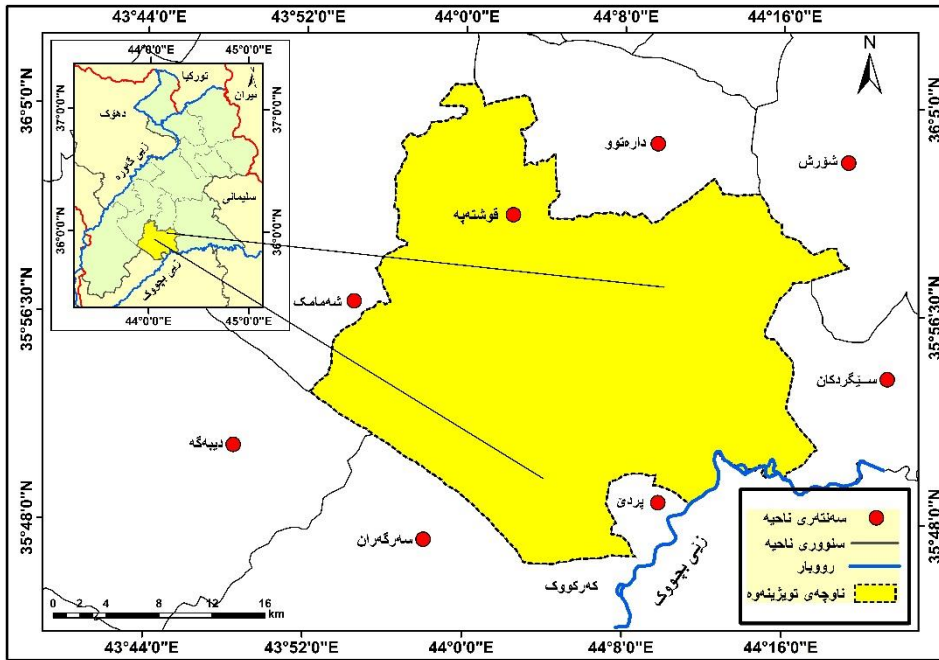 43°44'0"E
43°52'0"E
44°0'0"E
44°8'0"E
44°16'0"E
44°0'0"E
45°0'0"E
N
N
36°5'0"N
36°5'0"N
تورکیا
ئیران
37°0'0"N
37°0'0"N
دهۆک
زێی گەورە
سلێمانی
36°0'0"N
36°0'0"N
زێی بچووک
44°0'0"E
45°0'0"E
دارەتوو
شۆڕش
قوشتەپە
شەمامک
35°56'30"N
35°56'30"N
سێگردکان
دیبەگە
پردێ
سەرگەران
35°48'0"N
35°48'0"N
کەرکووک
زێی بچووک
سەنتەری ناحیە
سنووری ناحیە
رووبار
ناوچەی توێژینەوە
0 2 4 8 12 16
km
43°44'0"E
43°52'0"E
44°0'0"E
44°8'0"E
44°16'0"E